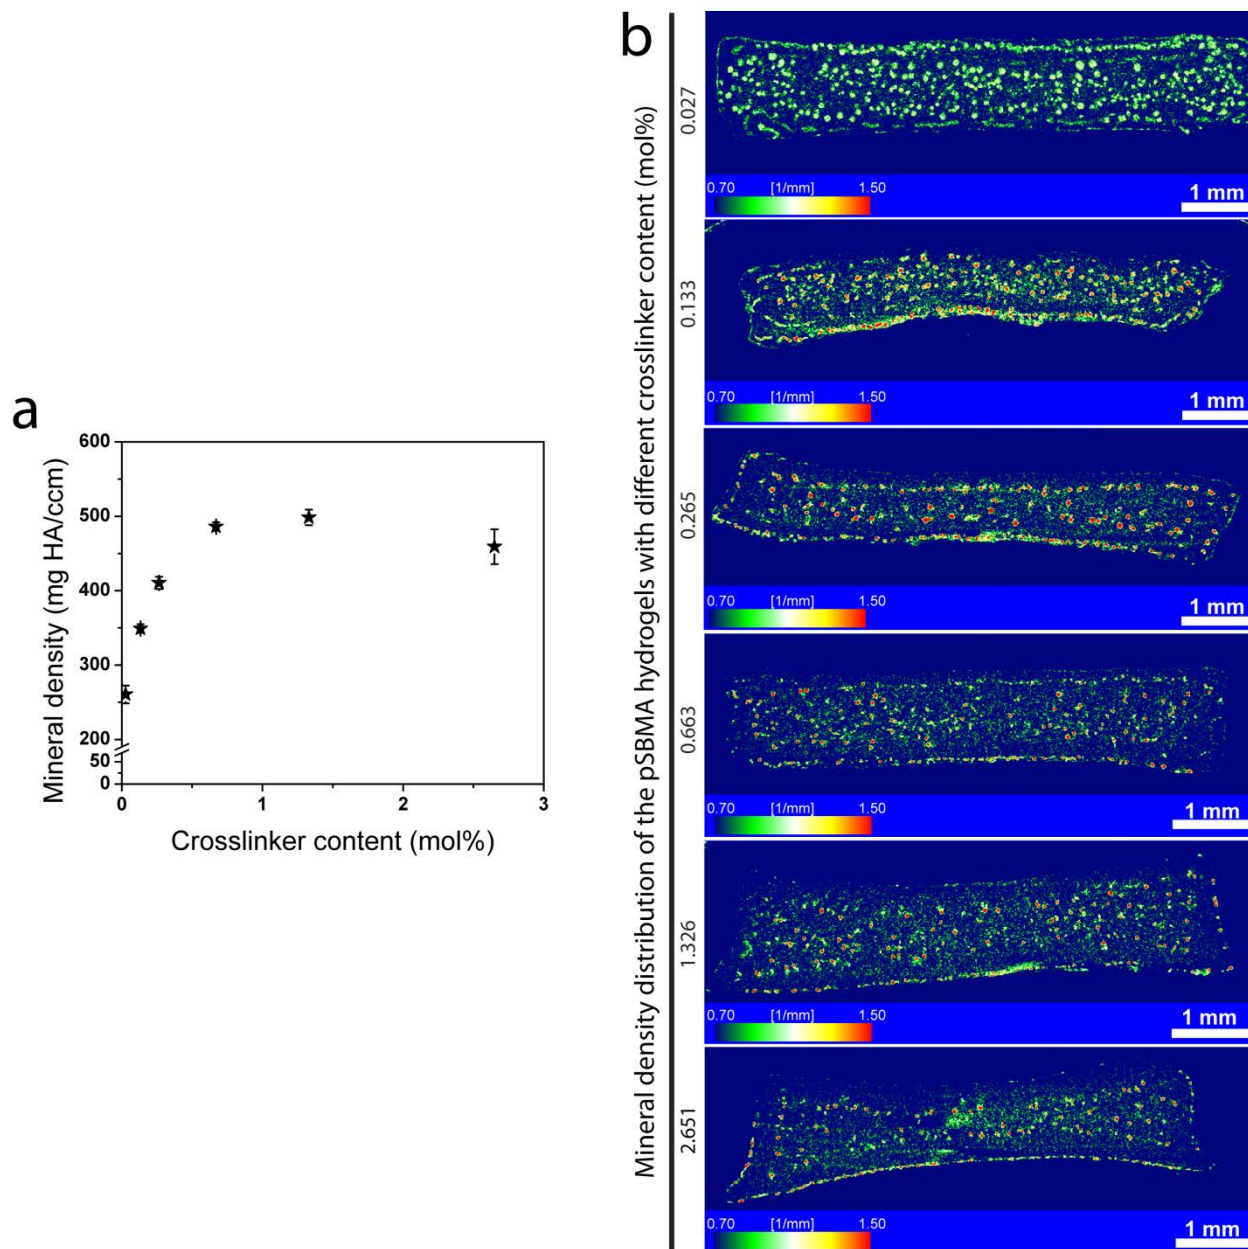 a
Mineral density (mg HA/ccm)
600
500
400
300
200
50
0
0 1 2 3
Crosslinker content (mol%)
b
Mineral density distribution of the pSBMA hydrogels with different crosslinker content (mol%)
0.027
0.70 [1/mm] 1.50
1 mm
0.133
0.70 [1/mm] 1.50
1 mm
0.265
0.70 [1/mm] 1.50
1 mm
0.663
0.70 [1/mm] 1.50
1 mm
1.326
0.70 [1/mm] 1.50
1 mm
2.651
0.70 [1/mm] 1.50
1 mm